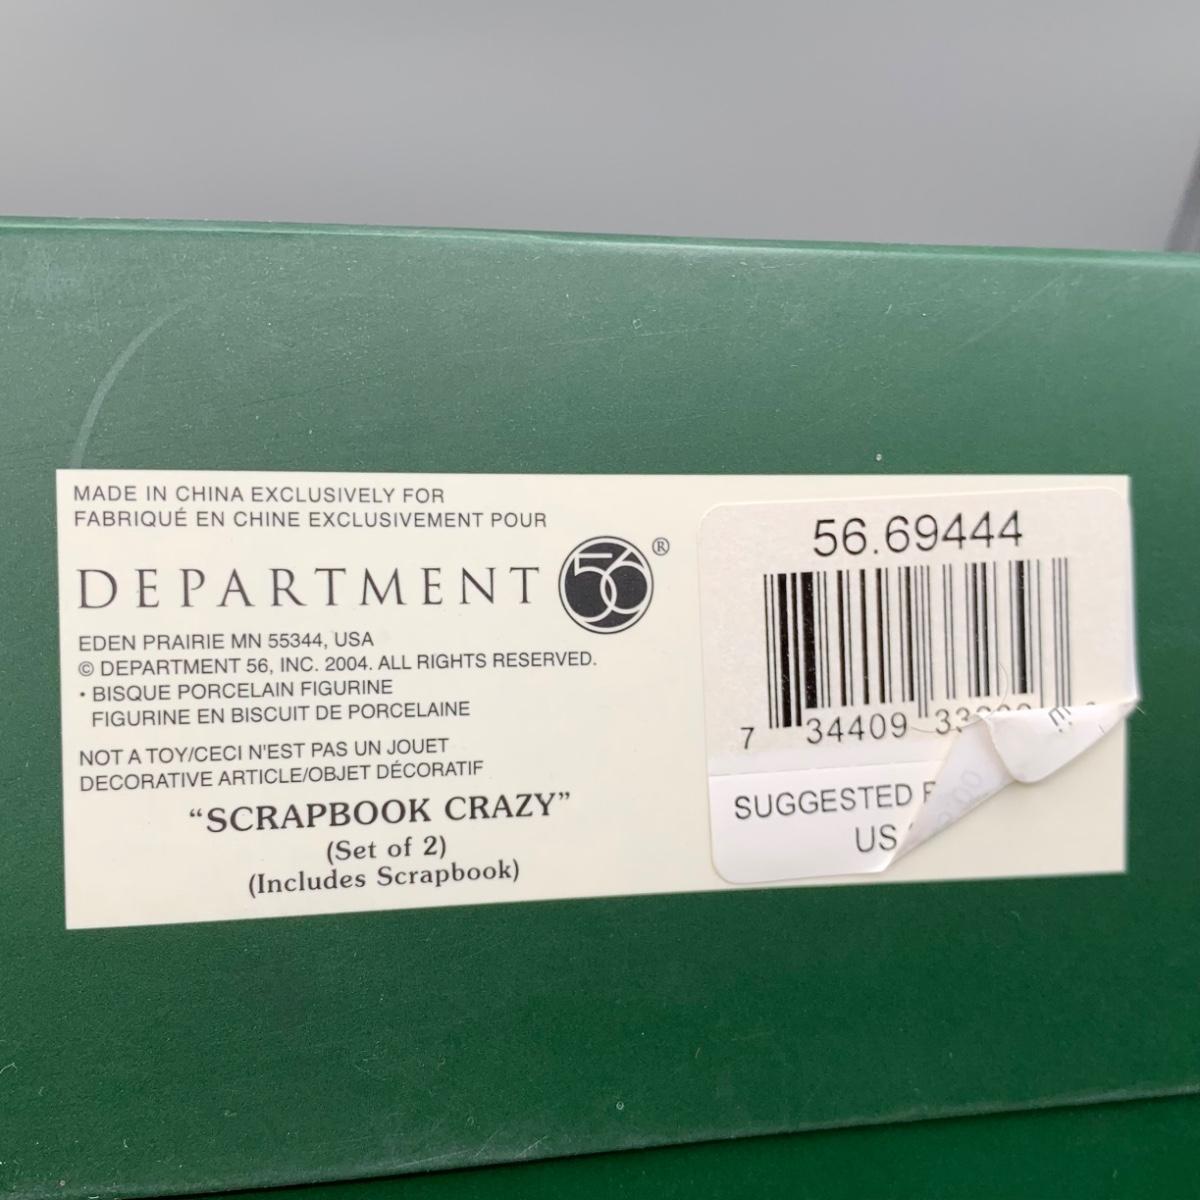 MADE IN CHINA EXCLUSIVELY FOR
FABRIQUÉ EN CHINE EXCLUSIVEMENT POUR
DEPARTMENT 56®
EDEN PRAIRIE MN 55344, USA
© DEPARTMENT 56, INC. 2004. ALL RIGHTS RESERVED.
• BISQUE PORCELAIN FIGURINE
FIGURINE EN BISCUIT DE PORCELAINE
NOT A TOY/CECI N'EST PAS UN JOUET
DECORATIVE ARTICLE/OBJET DÉCORATIF
“SCRAPBOOK CRAZY”
(Set of 2)
(Includes Scrapbook)
56.69444
7 34409
SUGGESTED
US